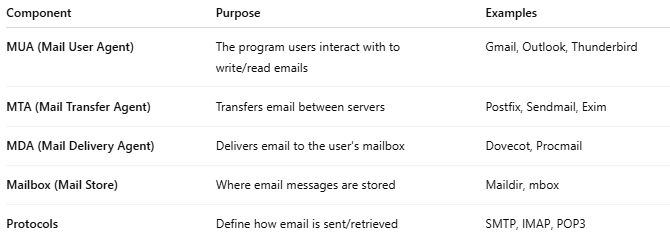 Component Purpose Examples
MUA (Mail User Agent) The program users interact with to Gmail, Outlook, Thunderbird
write/read emails
MTA (Mail Transfer Agent) Transfers email between servers Postfix, Sendmail, Exim
MDA (Mail Delivery Agent) Delivers email to the user's mailbox Dovecot, Procmail
Mailbox (Mail Store) Where email messages are stored Maildir, mbox
Protocols Define how email is sent/retrieved SMTP, IMAP, POP3